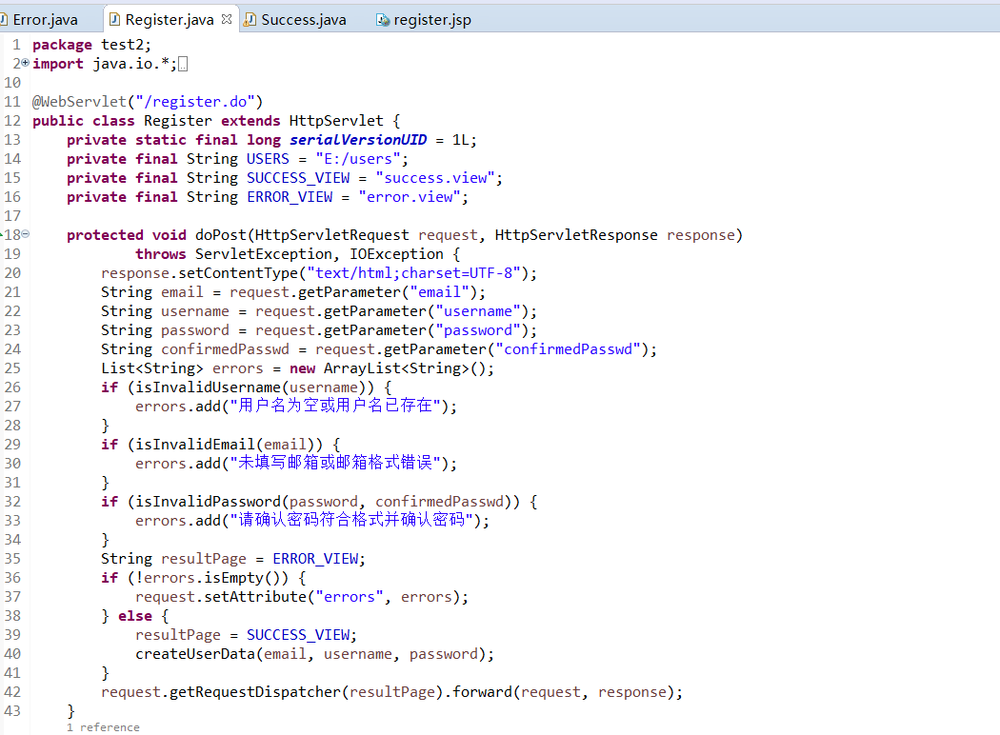 Error.java Register.java Success.java register.jsp
1 package test2;
2 import java.io.*;
10
11 @WebServlet("/register.do")
12 public class Register extends HttpServlet {
13     private static final long serialVersionUID = 1L;
14     private final String USERS = "E:/users";
15     private final String SUCCESS_VIEW = "success.view";
16     private final String ERROR_VIEW = "error.view";
17
18     protected void doPost(HttpServletRequest request, HttpServletResponse response)
19             throws ServletException, IOException {
20         response.setContentType("text/html;charset=UTF-8");
21         String email = request.getParameter("email");
22         String username = request.getParameter("username");
23         String password = request.getParameter("password");
24         String confirmedPasswd = request.getParameter("confirmedPasswd");
25         List<String> errors = new ArrayList<String>();
26         if (isInvalidUsername(username)) {
27             errors.add("用户名为空或用户名已存在");
28         }
29         if (isInvalidEmail(email)) {
30             errors.add("未填写邮箱或邮箱格式错误");
31         }
32         if (isInvalidPassword(password, confirmedPasswd)) {
33             errors.add("请确认密码符合格式并确认密码");
34         }
35         String resultPage = ERROR_VIEW;
36         if (!errors.isEmpty()) {
37             request.setAttribute("errors", errors);
38         } else {
39             resultPage = SUCCESS_VIEW;
40             createUserData(email, username, password);
41         }
42         request.getRequestDispatcher(resultPage).forward(request, response);
43     }
1 reference